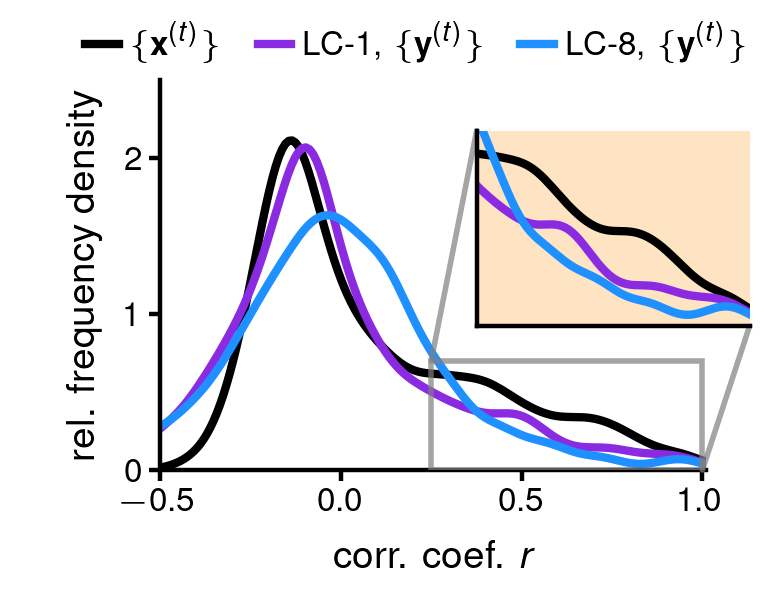 {x^(t)} LC-1, {y^(t)} LC-8, {y^(t)}
rel. frequency density
2
1
0
−0.5 0.0 0.5 1.0
corr. coef. r